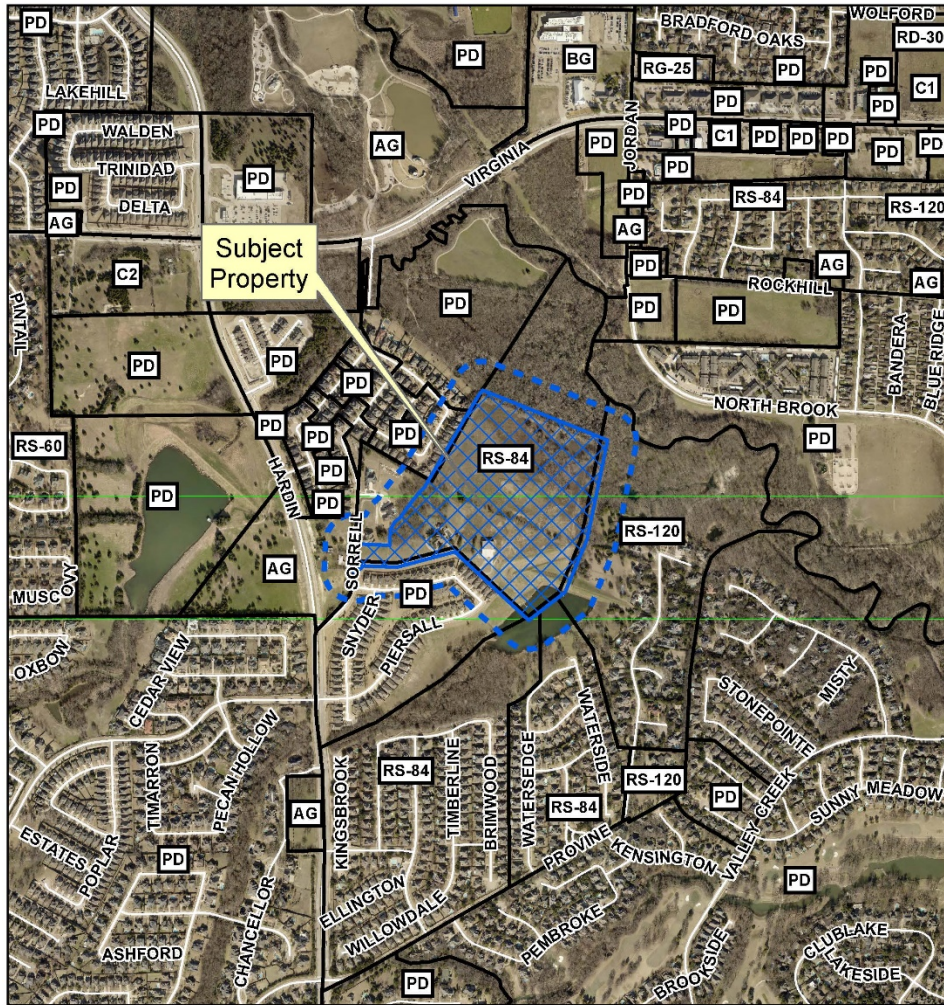 PD
WOLFORD
BRADFORD OAKS
RD-30
PD
BG
RG-25
PD
PD
LAKEHILL
PD
C1
PD
PD
WALDEN
AG
VIRGINIA
JORDAN
PD
C1
PD
PD
PD
PD
TRINIDAD
PD
PD
PD
PD
DELTA
PD
RS-84
RS-120
AG
AG
Subject
Property
C2
PD
AG
ROCKHILL
AG
PINTAIL
PD
PD
PD
PD
PD
PD
BANDERA
BLUE RIDGE
NORTH BROOK
PD
PD
PD
PD
RS-60
HARDIN
RS-84
PD
PD
PD
SORRELL
RS-120
AG
MUSC
OVY
PD
SNYDER
PIERSALL
OXBOW
CEDAR VIEW
MISTY
STONEPOINTE
TIMARRON
PECAN HOLLOW
KINGSBROOK
RS-84
TIMBERLINE
BRIMWOOD
WATERSEDGE
WATERSIDE
RS-120
AG
RS-84
PD
VALLEY CREEK
SUNNY MEADOW
ESTATES
POPLAR
PROVINE
KENSINGTON
PD
ELLINGTON
PD
CHANCELLOR
WILLOWDALE
PEMBROKE
ASHFORD
BROOKSIDE
CLUBLAKE
LAKESIDE
PD